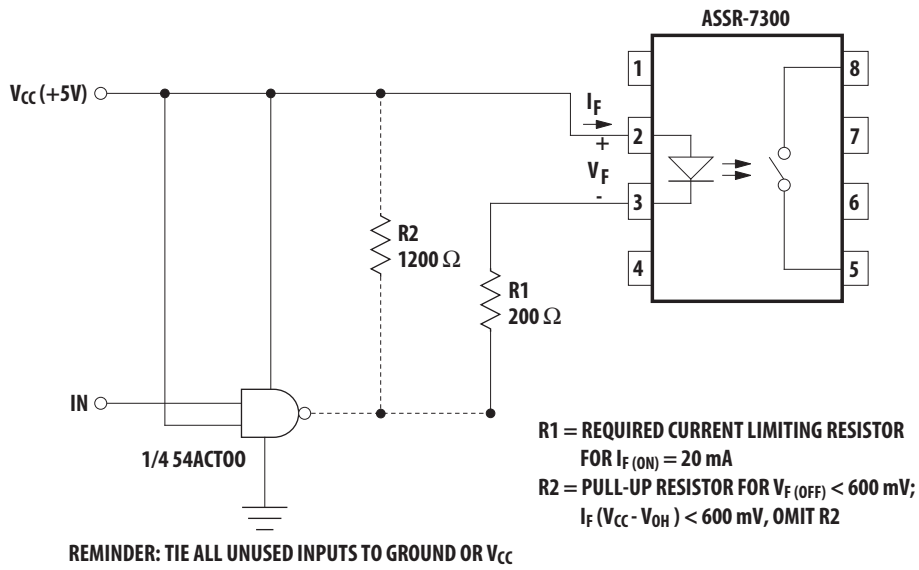 ASSR-7300
1
8
VCC (+5V)
IF
2
7
+
VF
3
6
-
R2
1200 Ω
4
5
R1
200 Ω
IN
1/4 54ACTOO
R1 = REQUIRED CURRENT LIMITING RESISTOR
FOR IF (ON) = 20 mA
R2 = PULL-UP RESISTOR FOR VF (OFF) < 600 mV;
IF (VCC - VOH ) < 600 mV, OMIT R2
REMINDER: TIE ALL UNUSED INPUTS TO GROUND OR VCC